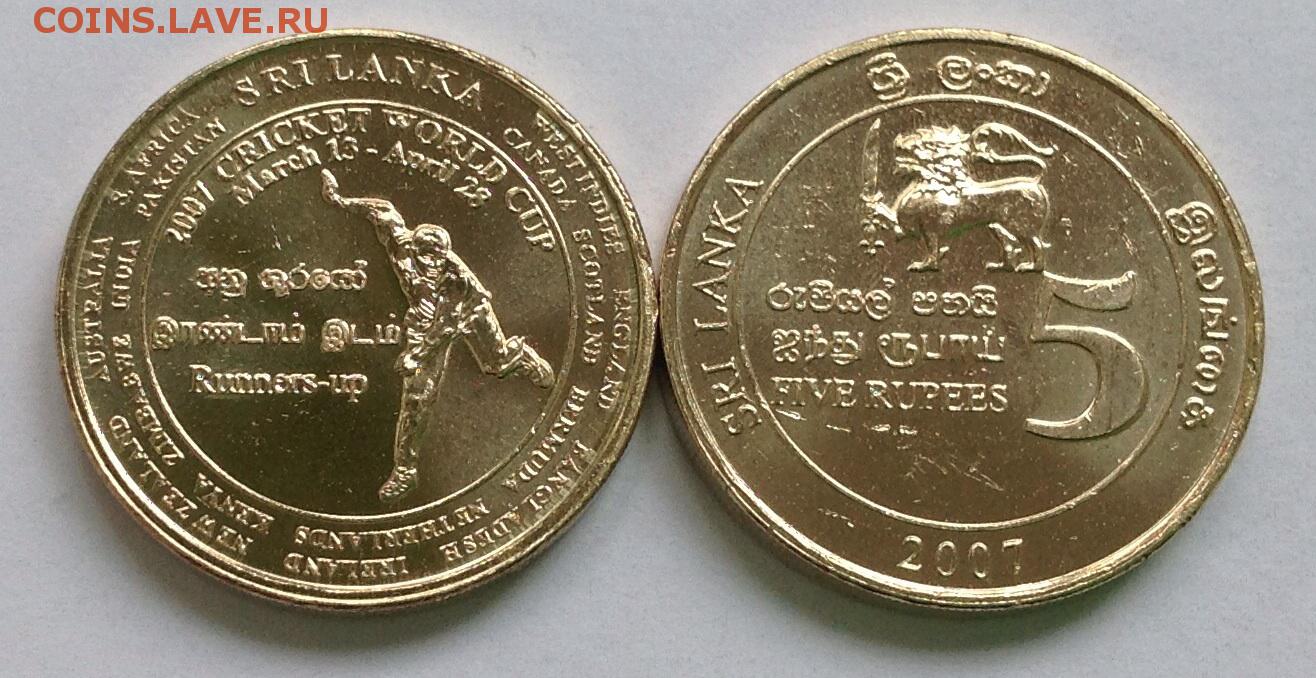 COINS.LAVE.RU
SRI LANKA
WEST INDIES ENGLAND BANGLADESH IRELAND NEW ZEALAND AUSTRALIA S. AFRICA
CANADA SCOTLAND BERMUDA NETHERLANDS KENYA ZIMBABWE INDIA PAKISTAN
2007 CRICKET WORLD CUP
March 13 - April 28
අනු ශූරයෝ
இரண்டாம் இடம்
Runners-up
ශ්‍රී ලංකා
SRI LANKA
இலங்கை
රුපියල් පහයි
ஐந்து ரூபாய்
FIVE RUPEES
5
2007